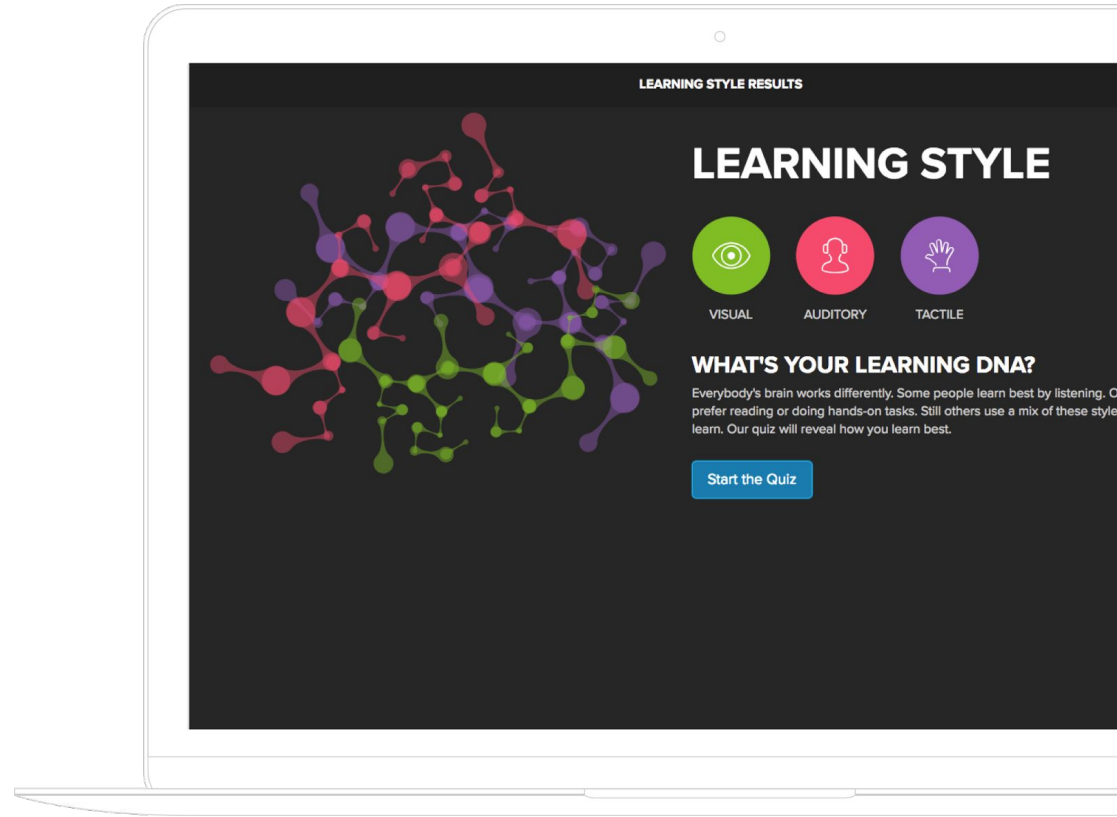 LEARNING STYLE RESULTS
LEARNING STYLE
VISUAL AUDITORY TACTILE
WHAT'S YOUR LEARNING DNA?
Everybody's brain works differently. Some people learn best by listening.
prefer reading or doing hands-on tasks. Still others use a mix of these
learn. Our quiz will reveal how you learn best.
Start the Quiz